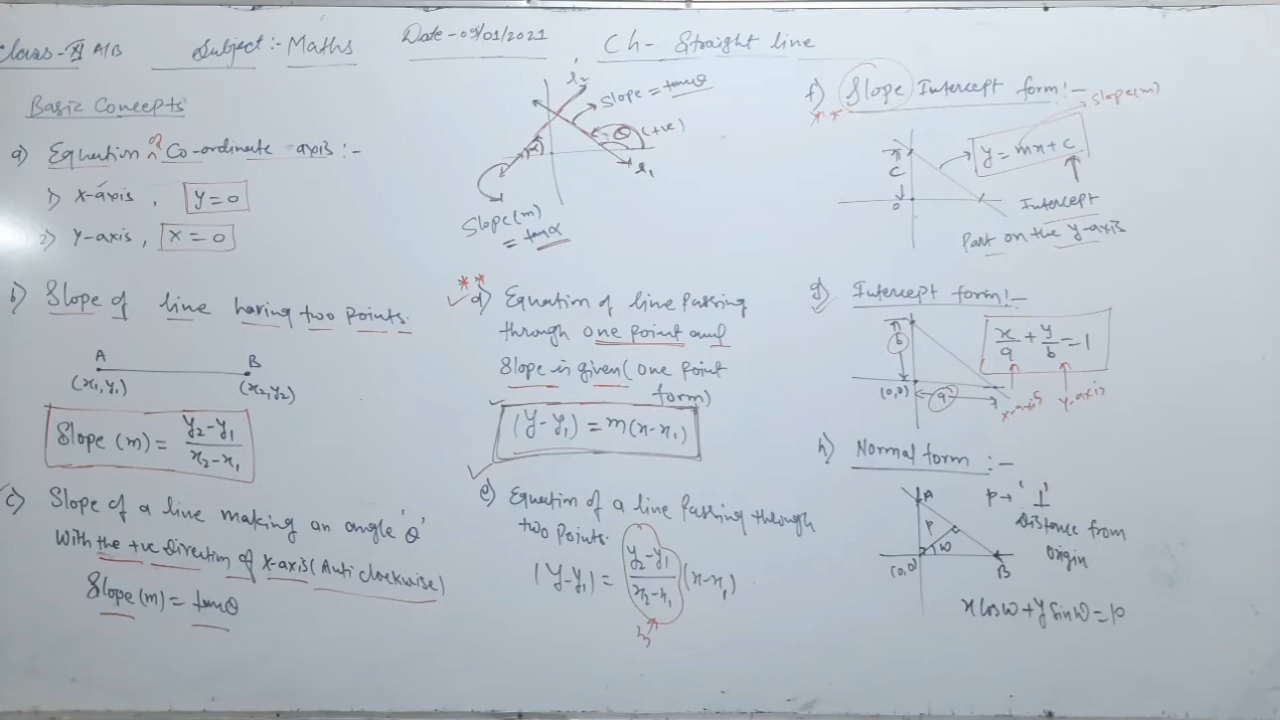 Class-XI A/B Subject:- Maths Date-09/01/2021 Ch- Straight line
Basic Concepts
a) Equation of Co-ordinate axis:-
1) X-axis, y=0
2) Y-axis, x=0
b) Slope of line having two points.
A B
(x₁,y₁) (x₂,y₂)
Slope (m) = (y₂-y₁)/(x₂-x₁)
c) Slope of a line making an angle 'θ'
With the +ve Direction of X-axis (Anti clockwise)
Slope(m) = tanθ
l₂
Slope = tanθ
θ (+ve)
α
l₁
Slope(m)
= tanα
** d) Equation of line Passing
through one point and
Slope is given (one point
form)
(y-y₁) = m(x-x₁)
e) Equation of a line Passing through
two Points.
(y-y₁) = (y₂-y₁)/(x₂-x₁) (x-x₁)
m
f) Slope Intercept form:-
**
Slope(m)
y=mx+c
C
0
Intercept
Part on the y-axis
g) Intercept form:-
x/a + y/b = 1
b
(0,0) a
x-axis y-axis
h) Normal form :-
A P→ '⊥'
Distance from
origin
P
ω
(0,0) B
x cosω + y sinω = p